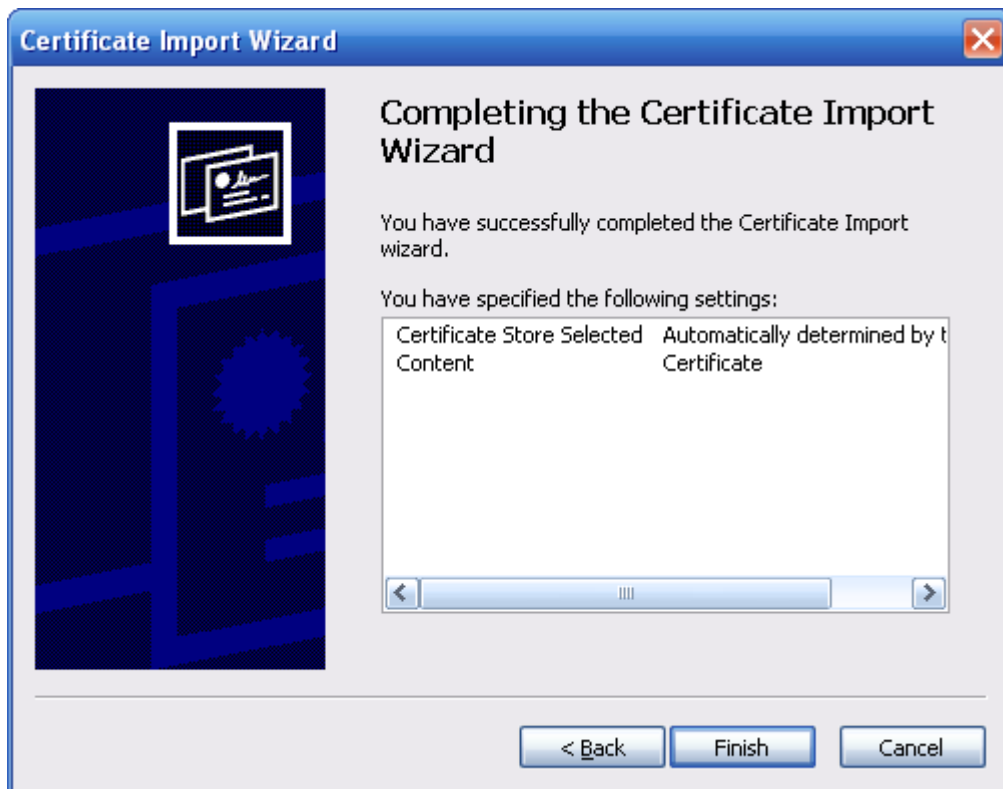 Certificate Import Wizard
Completing the Certificate Import
Wizard
You have successfully completed the Certificate Import
wizard.
You have specified the following settings:
Certificate Store Selected Automatically determined by t
Content Certificate
< Back Finish Cancel